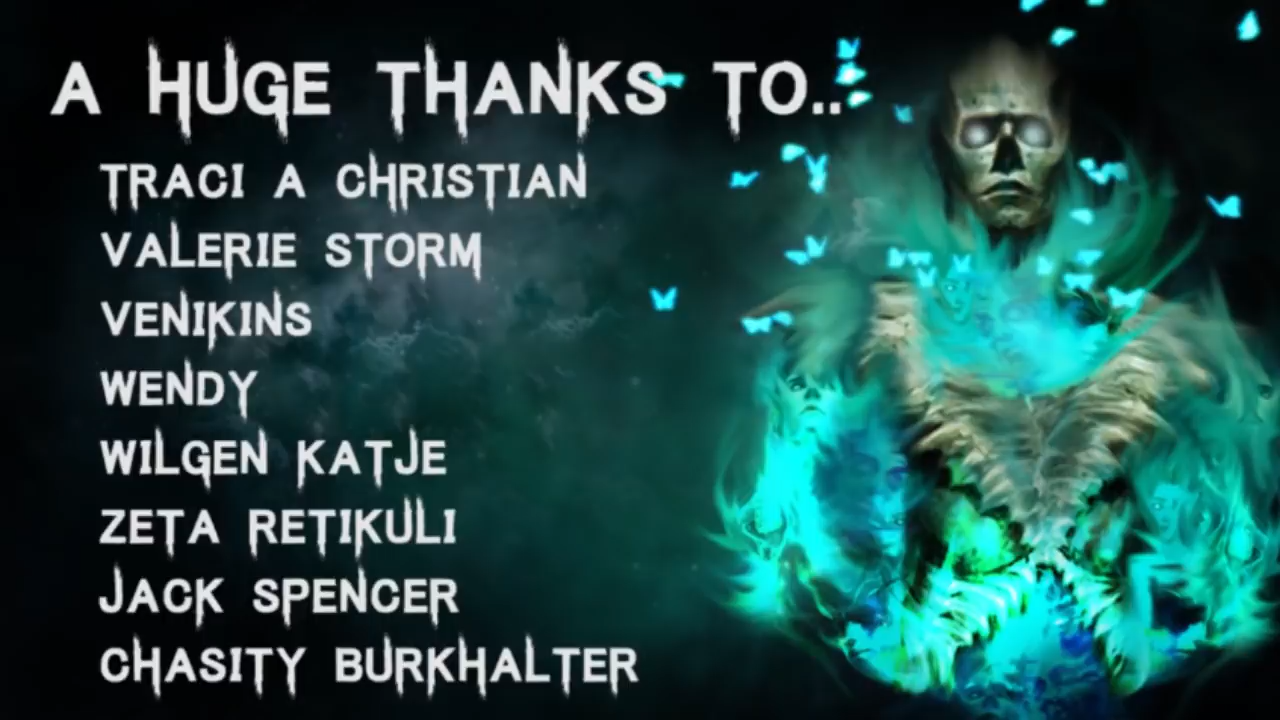 A HUGE THANKS TO..
TRACI A CHRISTIAN
VALERIE STORM
VENIKINS
WENDY
WILGEN KATJE
ZETA RETIKULI
JACK SPENCER
CHASITY BURKHALTER